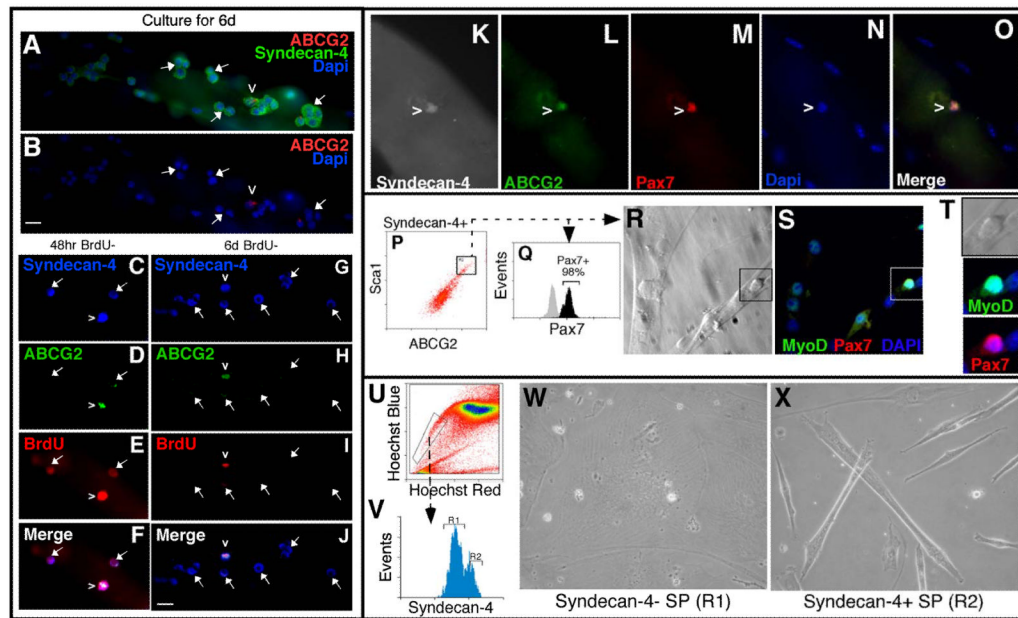 Culture for 6d
A
ABCG2
Syndecan-4
Dapi
>
B
ABCG2
Dapi
>
48hr BrdU-
6d BrdU-
Syndecan-4 C
Syndecan-4 G
>
>
ABCG2 D
ABCG2 H
>
>
BrdU E
BrdU I
>
>
Merge F
Merge J
>
>
K L M N O
> > > > >
Syndecan-4 ABCG2 Pax7 Dapi Merge
Syndecan-4+
P
Sca1
ABCG2
Q
Pax7+
98%
Events
Pax7
R
S
MyoD Pax7 DAPI
T
MyoD
Pax7
U
Hoechst Blue
Hoechst Red
V
R1
R2
Events
Syndecan-4
W
Syndecan-4- SP (R1)
X
Syndecan-4+ SP (R2)